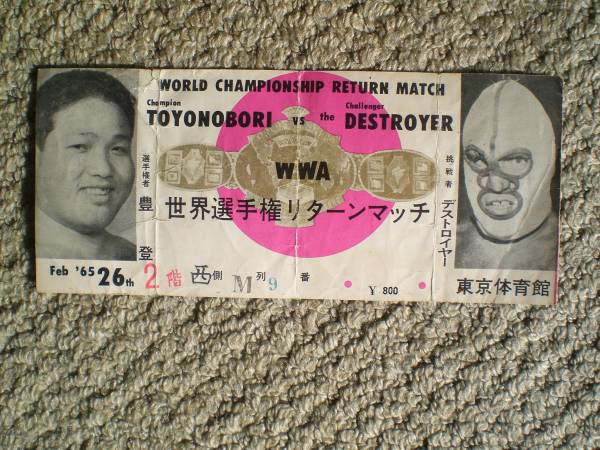 WORLD CHAMPIONSHIP RETURN MATCH
Champion
Challenger
TOYONOBORI vs the DESTROYER
WWA
世界選手権リターンマッチ
選手権者 豊登
挑戦者 デストロイヤー
Feb '65 26th 2階 西側 M列 9番
¥ 800
東京体育館